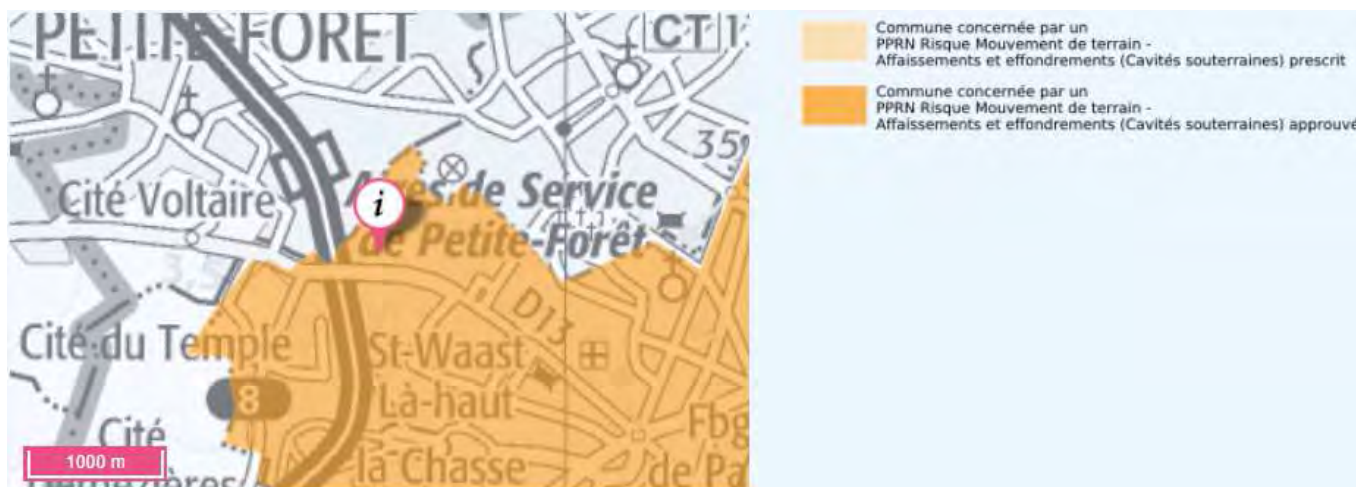 PETITE-FORET
CT 1
35
Cité Voltaire
i
Aires de Service
de Petite-Forêt
D13
Cité du Temple
St-Waast
Là-haut
8
Cité
Fbg
de Pa
la Chasse
1000 m
Commune concernée par un
PPRN Risque Mouvement de terrain -
Affaissements et effondrements (Cavités souterraines) prescrit
Commune concernée par un
PPRN Risque Mouvement de terrain -
Affaissements et effondrements (Cavités souterraines) approuvé